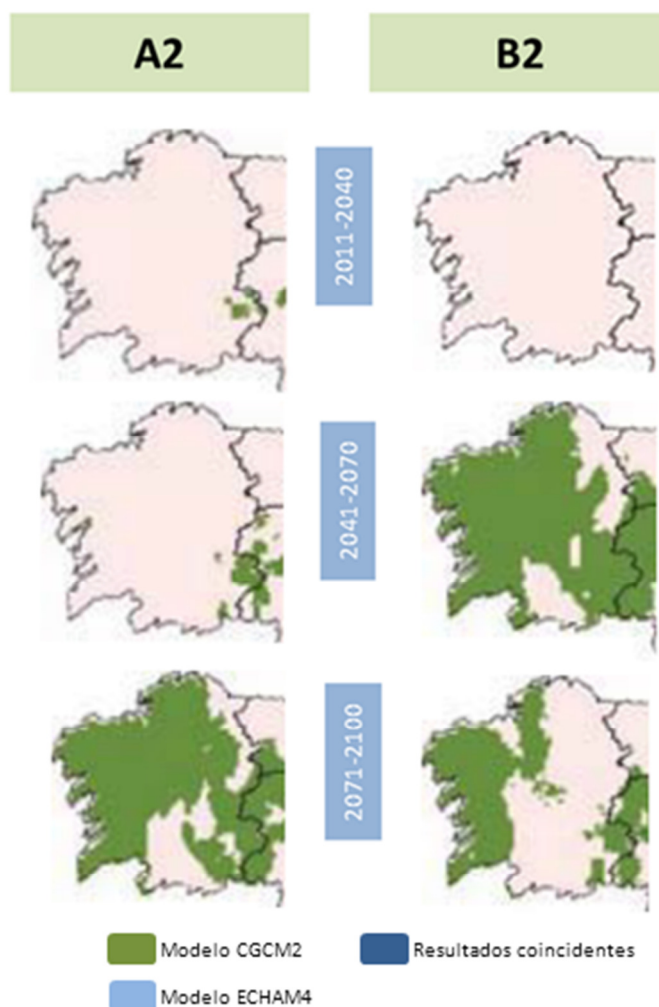 A2
B2
2011-2040
2041-2070
2071-2100
Modelo CGCM2
Resultados coincidentes
Modelo ECHAM4